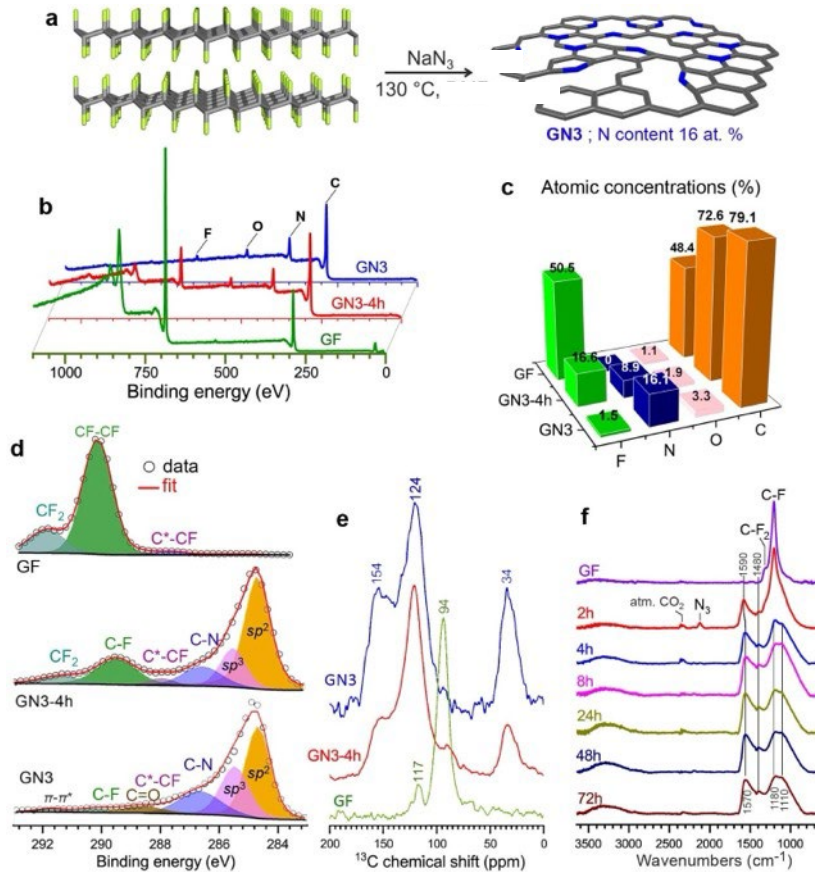 a
NaN3
130 °C,
GN3 ; N content 16 at. %
b
F
O
N
C
GN3
GN3-4h
GF
1000
750
500
250
0
Binding energy (eV)
c
Atomic concentrations (%)
50.5
16.6
1.5
0
8.9
16.1
1.1
1.9
3.3
48.4
72.6
79.1
GF
GN3-4h
GN3
F
N
O
C
d
CF-CF
data
fit
CF2
C*-CF
GF
CF2
C-F
C*-CF
C-N
sp3
sp2
GN3-4h
GN3
π-π*
C-F
C*-CF
C=O
C-N
sp3
sp2
292
290
288
286
284
Binding energy (eV)
e
124
154
34
94
117
GN3
GN3-4h
GF
200
150
100
50
0
13C chemical shift (ppm)
f
C-F
C-F2
1590
1480
GF
atm. CO2
N3
2h
4h
8h
24h
48h
72h
1570
1180
1110
3600
3000
2000
1500
1000
Wavenumbers (cm-1)